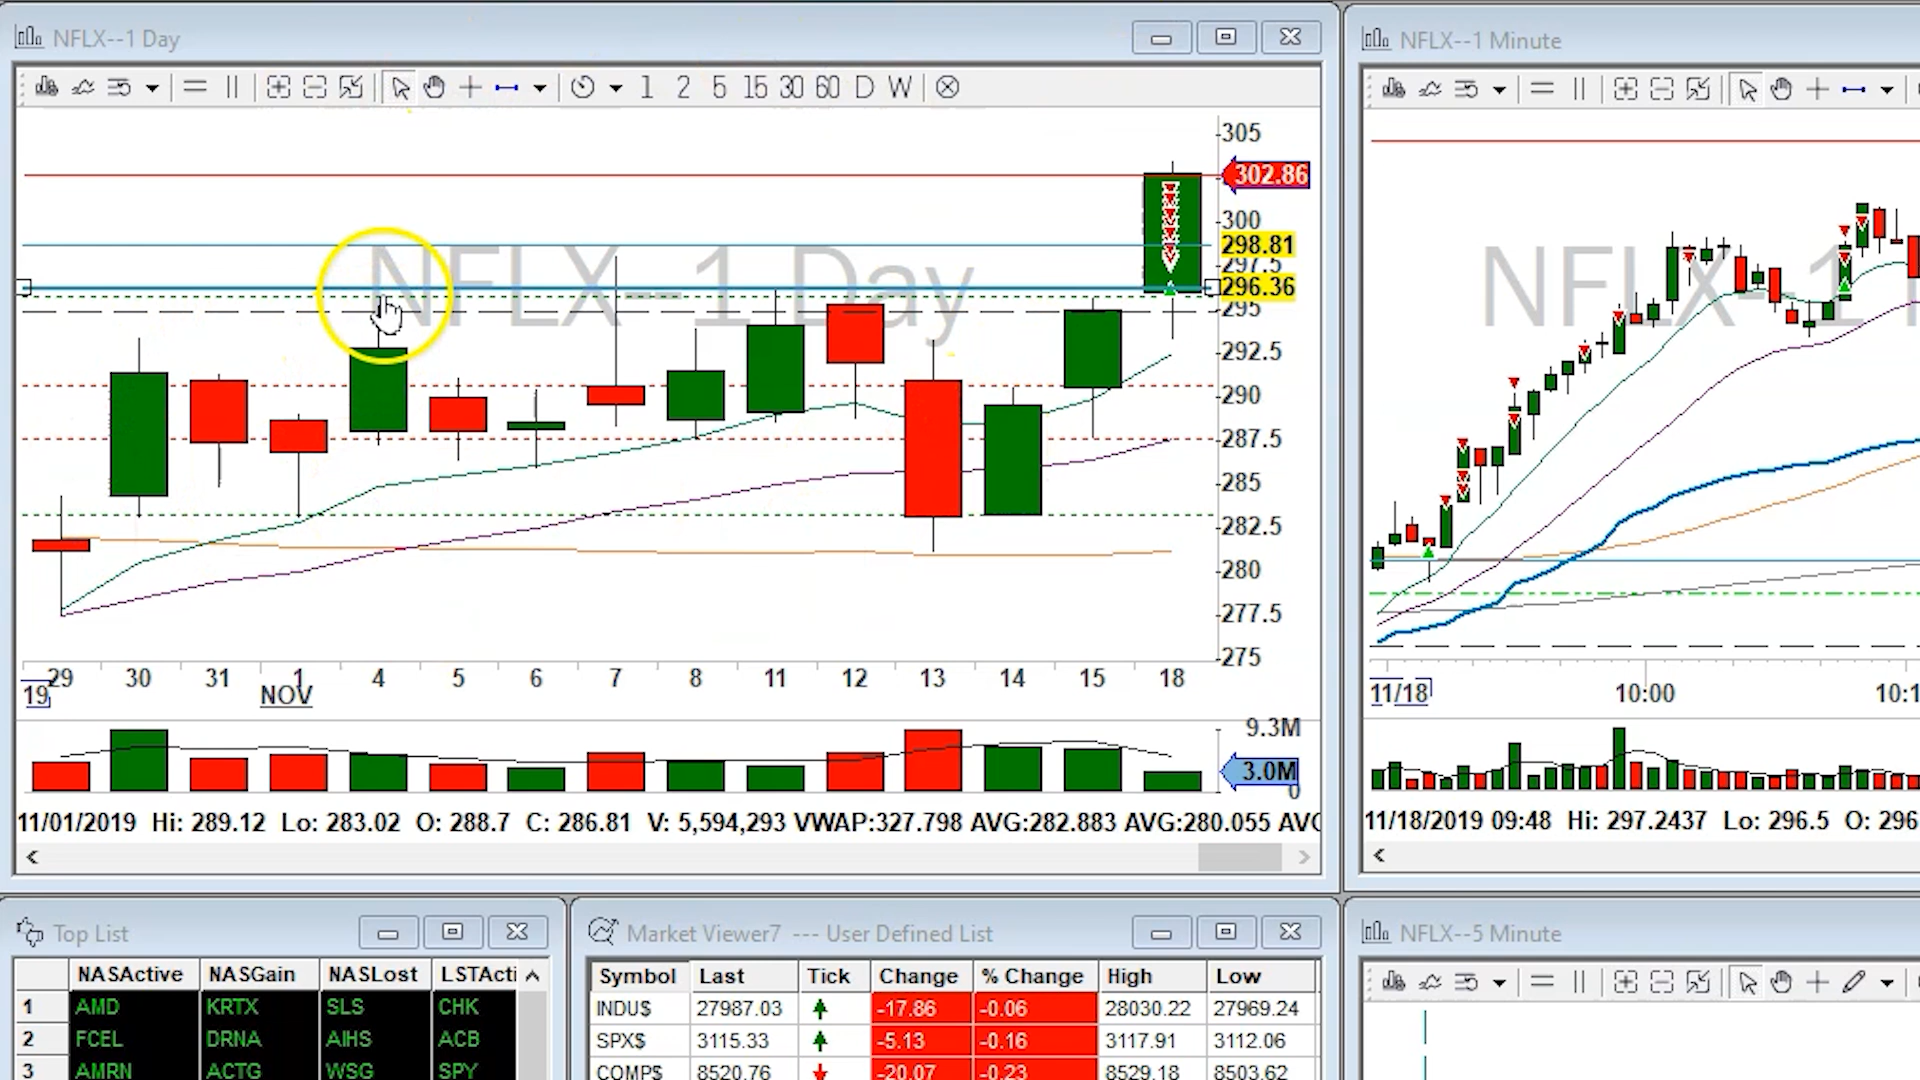 NFLX--1 Day
1 2 5 15 30 60 D W
NFLX--1 Day
305
302.86
300
298.81
297.5
296.36
295
292.5
290
287.5
285
282.5
280
277.5
275
29 30 31 1 4 5 6 7 8 11 12 13 14 15 18
19 NOV
9.3M
3.0M
0
11/01/2019 Hi: 289.12 Lo: 283.02 O: 288.7 C: 286.81 V: 5,594,293 VWAP:327.798 AVG:282.883 AVG:280.055
NFLX--1 Minute
NFLX--1
11/18 10:00 10:1
11/18/2019 09:48 Hi: 297.2437 Lo: 296.5 O: 296
Top List
NASActive NASGain NASLost LSTActi
1 AMD KRTX SLS CHK
2 FCEL DRNA AIHS ACB
3 AMRN ACTG WSG SPY
Market Viewer7 --- User Defined List
Symbol Last Tick Change % Change High Low
INDU$ 27987.03 -17.86 -0.06 28030.22 27969.24
SPX$ 3115.33 -5.13 -0.16 3117.91 3112.06
COMP$ 8520.76 -20.07 -0.23 8529.18 8503.62
NFLX--5 Minute